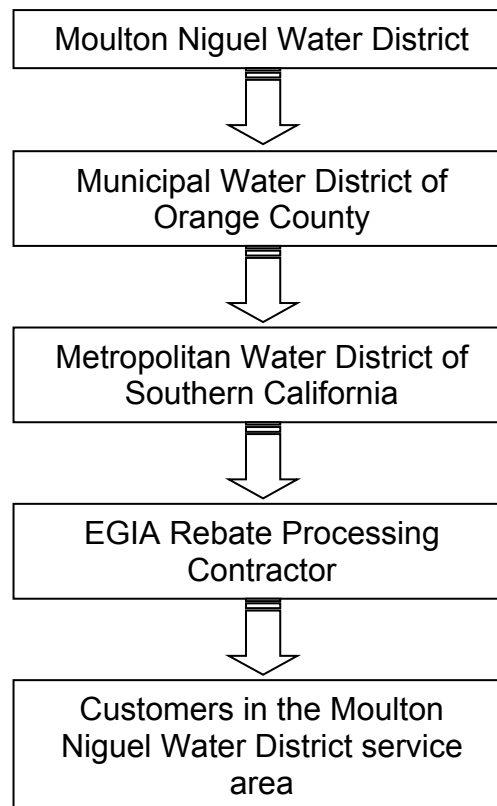 Moulton Niguel Water District
Municipal Water District of
Orange County
Metropolitan Water District of
Southern California
EGIA Rebate Processing
Contractor
Customers in the Moulton
Niguel Water District service
area